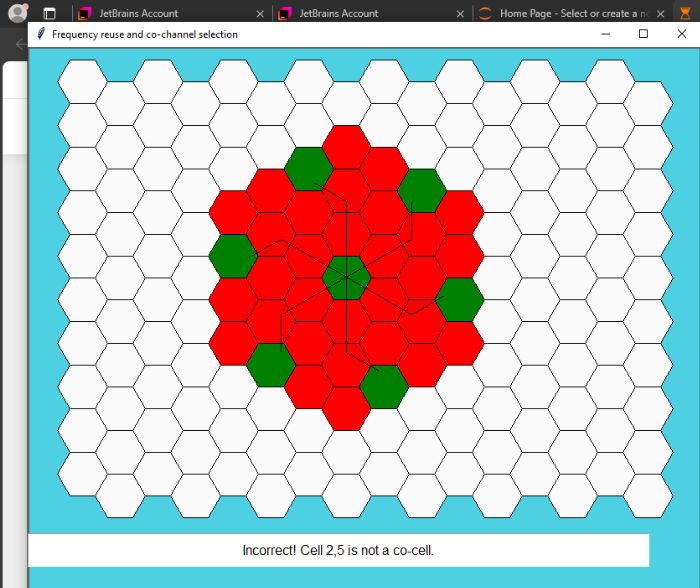 JetBrains Account
JetBrains Account
Home Page - Select or create a n
Frequency reuse and co-channel selection
Incorrect! Cell 2,5 is not a co-cell.